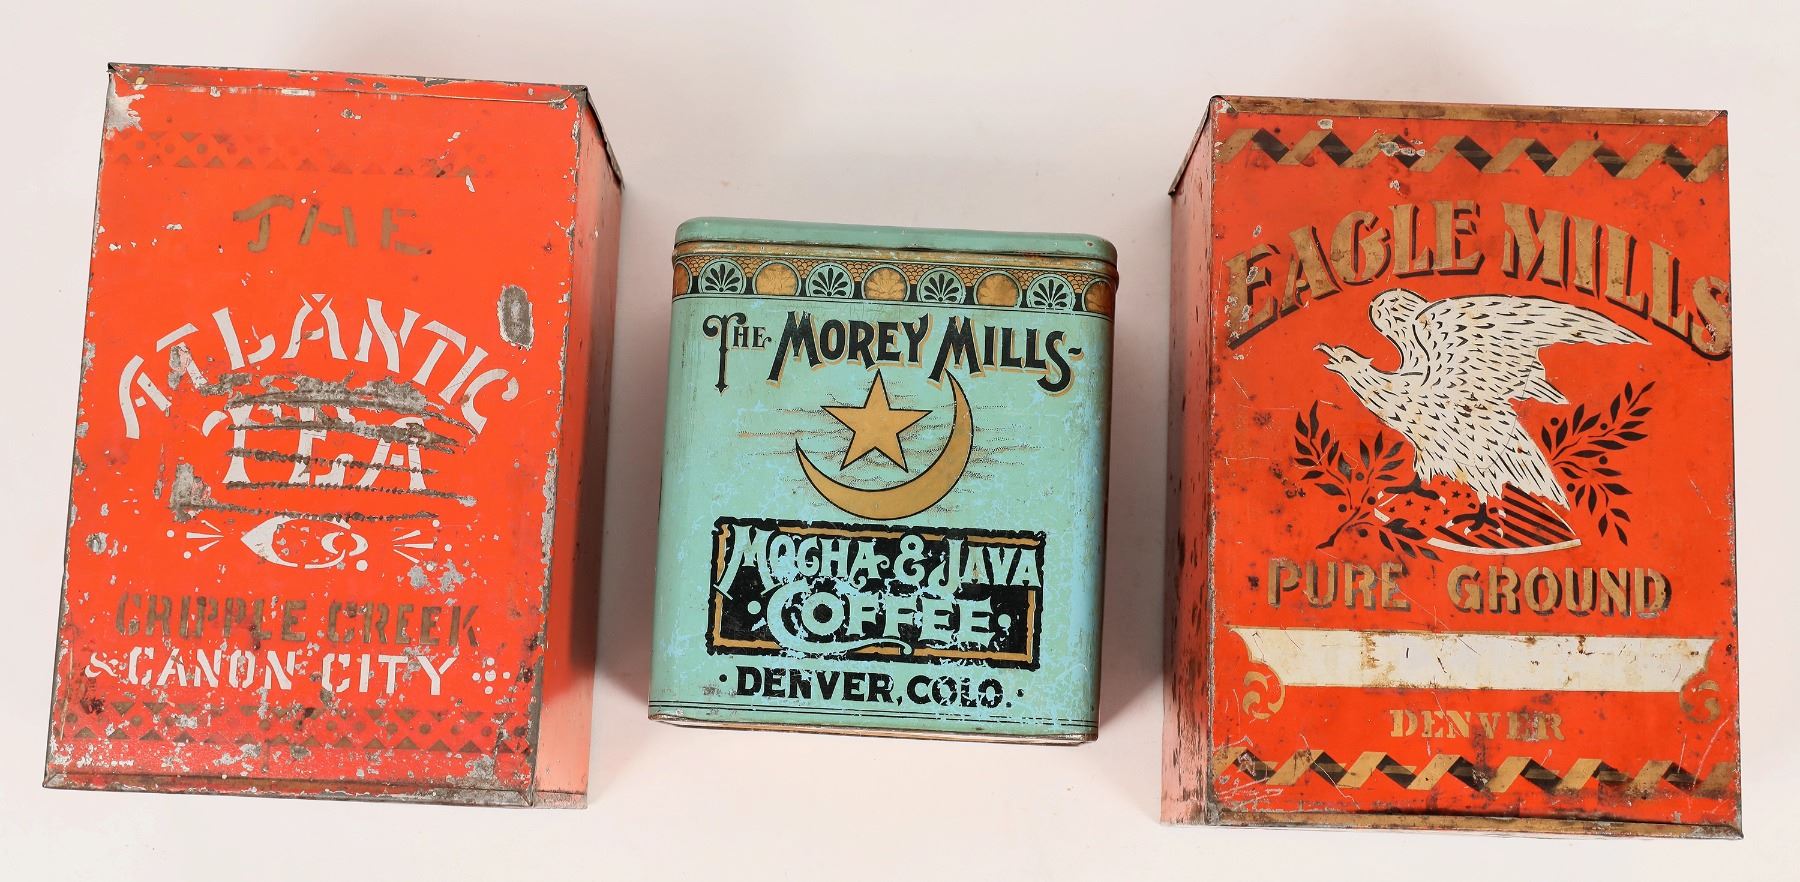 THE
ATLANTIC
TEA
CRIPPLE CREEK
& CANON CITY
THE MOREY MILLS
MOCHA & JAVA
COFFEE
DENVER, COLO.
EAGLE MILLS
PURE GROUND
DENVER